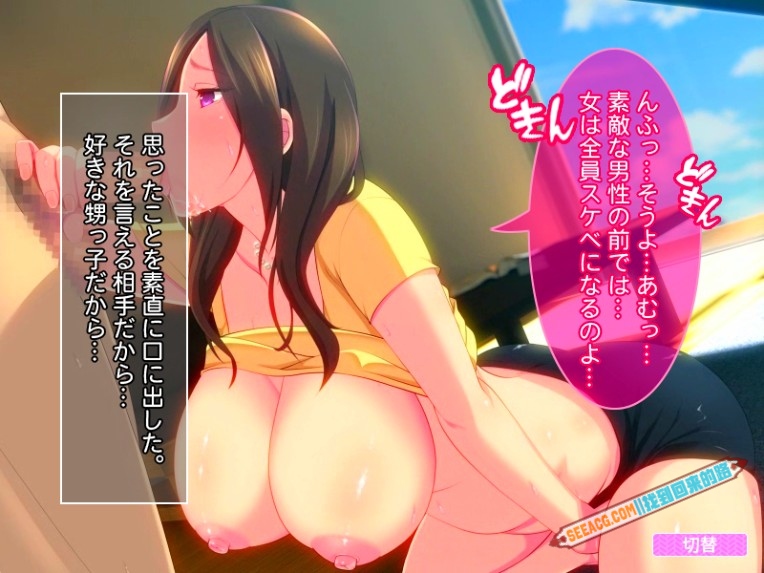 んふっ…そうよ…あむっ…
素敵な男性の前では…
女は全員スケベになるのよ…
どきん
どきん
思ったことを素直に口に出した。
それを言える相手だから…
好きな甥っ子だから…
SEEACG.COM||找到回来的路
切替